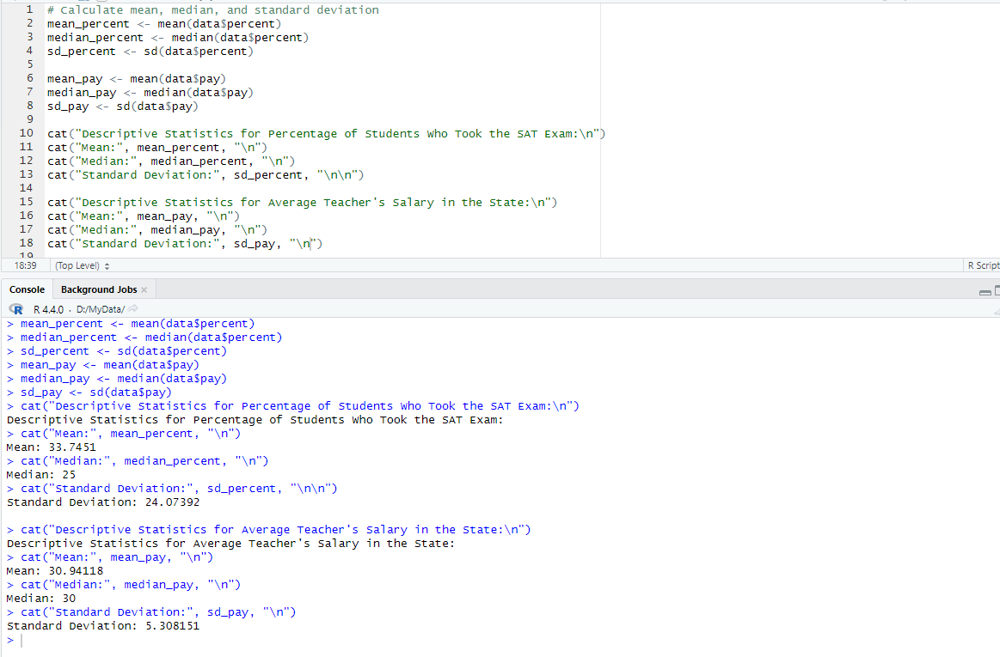 1 # Calculate mean, median, and standard deviation
2 mean_percent <- mean(data$percent)
3 median_percent <- median(data$percent)
4 sd_percent <- sd(data$percent)
5
6 mean_pay <- mean(data$pay)
7 median_pay <- median(data$pay)
8 sd_pay <- sd(data$pay)
9
10 cat("Descriptive Statistics for Percentage of Students Who Took the SAT Exam:\n")
11 cat("Mean:", mean_percent, "\n")
12 cat("Median:", median_percent, "\n")
13 cat("Standard Deviation:", sd_percent, "\n\n")
14
15 cat("Descriptive Statistics for Average Teacher's Salary in the State:\n")
16 cat("Mean:", mean_pay, "\n")
17 cat("Median:", median_pay, "\n")
18 cat("Standard Deviation:", sd_pay, "\n")
19
18:39 (Top Level) R Script
Console Background Jobs
R R 4.4.0 · D:/MyData/
> mean_percent <- mean(data$percent)
> median_percent <- median(data$percent)
> sd_percent <- sd(data$percent)
> mean_pay <- mean(data$pay)
> median_pay <- median(data$pay)
> sd_pay <- sd(data$pay)
> cat("Descriptive Statistics for Percentage of Students Who Took the SAT Exam:\n")
Descriptive Statistics for Percentage of Students Who Took the SAT Exam:
> cat("Mean:", mean_percent, "\n")
Mean: 33.7451
> cat("Median:", median_percent, "\n")
Median: 25
> cat("Standard Deviation:", sd_percent, "\n\n")
Standard Deviation: 24.07392

> cat("Descriptive Statistics for Average Teacher's Salary in the State:\n")
Descriptive Statistics for Average Teacher's Salary in the State:
> cat("Mean:", mean_pay, "\n")
Mean: 30.94118
> cat("Median:", median_pay, "\n")
Median: 30
> cat("Standard Deviation:", sd_pay, "\n")
Standard Deviation: 5.308151
>